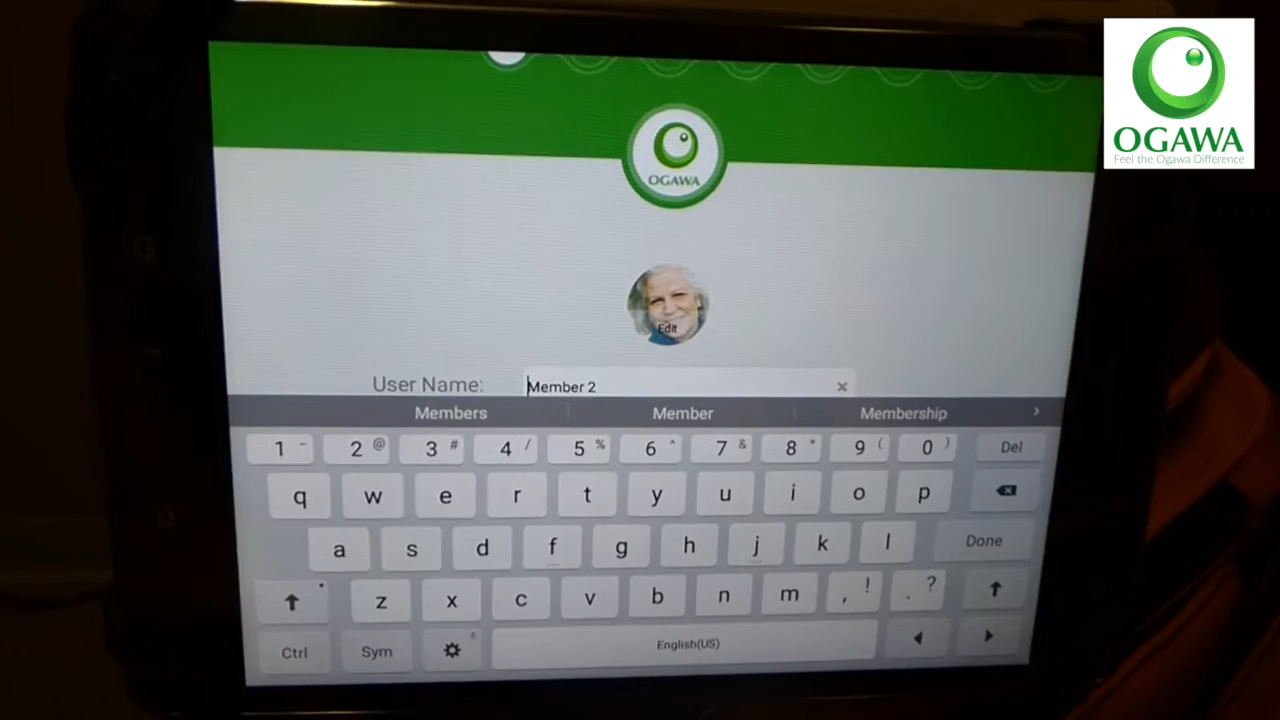 OGAWA
Feel the Ogawa Difference
OGAWA
Edit
User Name: Member 2 ×
Members Member Membership >
1 - 2 @ 3 # 4 / 5 % 6 ^ 7 & 8 * 9 ( 0 ) Del
q w e r t y u i o p
a s d f g h j k l Done
z x c v b n m , ! . ?
Ctrl Sym English(US)